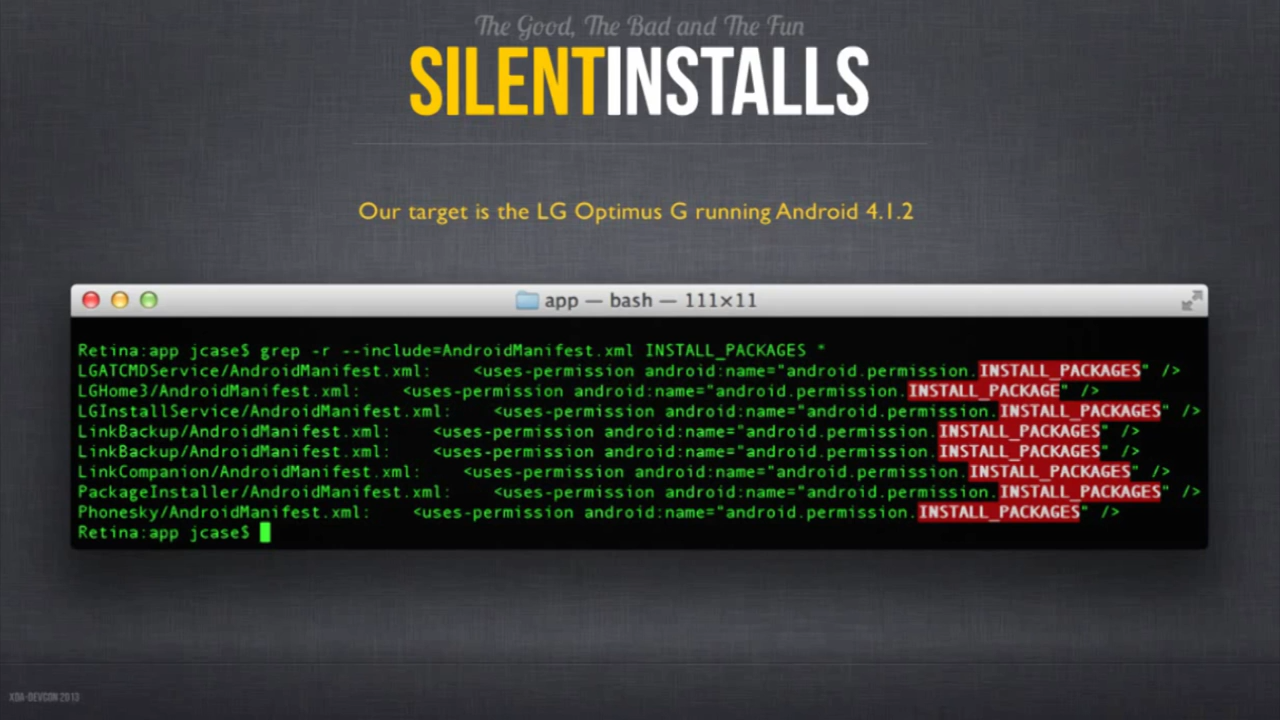 The Good, The Bad and The Fun
SILENTINSTALLS
Our target is the LG Optimus G running Android 4.1.2
app — bash — 111×11
Retina:app jcase$ grep -r --include=AndroidManifest.xml INSTALL_PACKAGES *
LGATCMDService/AndroidManifest.xml:    <uses-permission android:name="android.permission.INSTALL_PACKAGES" />
LGHome3/AndroidManifest.xml:    <uses-permission android:name="android.permission.INSTALL_PACKAGE" />
LGInstallService/AndroidManifest.xml:    <uses-permission android:name="android.permission.INSTALL_PACKAGES" />
LinkBackup/AndroidManifest.xml:    <uses-permission android:name="android.permission.INSTALL_PACKAGES" />
LinkBackup/AndroidManifest.xml:    <uses-permission android:name="android.permission.INSTALL_PACKAGES" />
LinkCompanion/AndroidManifest.xml:    <uses-permission android:name="android.permission.INSTALL_PACKAGES" />
PackageInstaller/AndroidManifest.xml:    <uses-permission android:name="android.permission.INSTALL_PACKAGES" />
Phonesky/AndroidManifest.xml:    <uses-permission android:name="android.permission.INSTALL_PACKAGES" />
Retina:app jcase$
XDA-DEVCON 2013